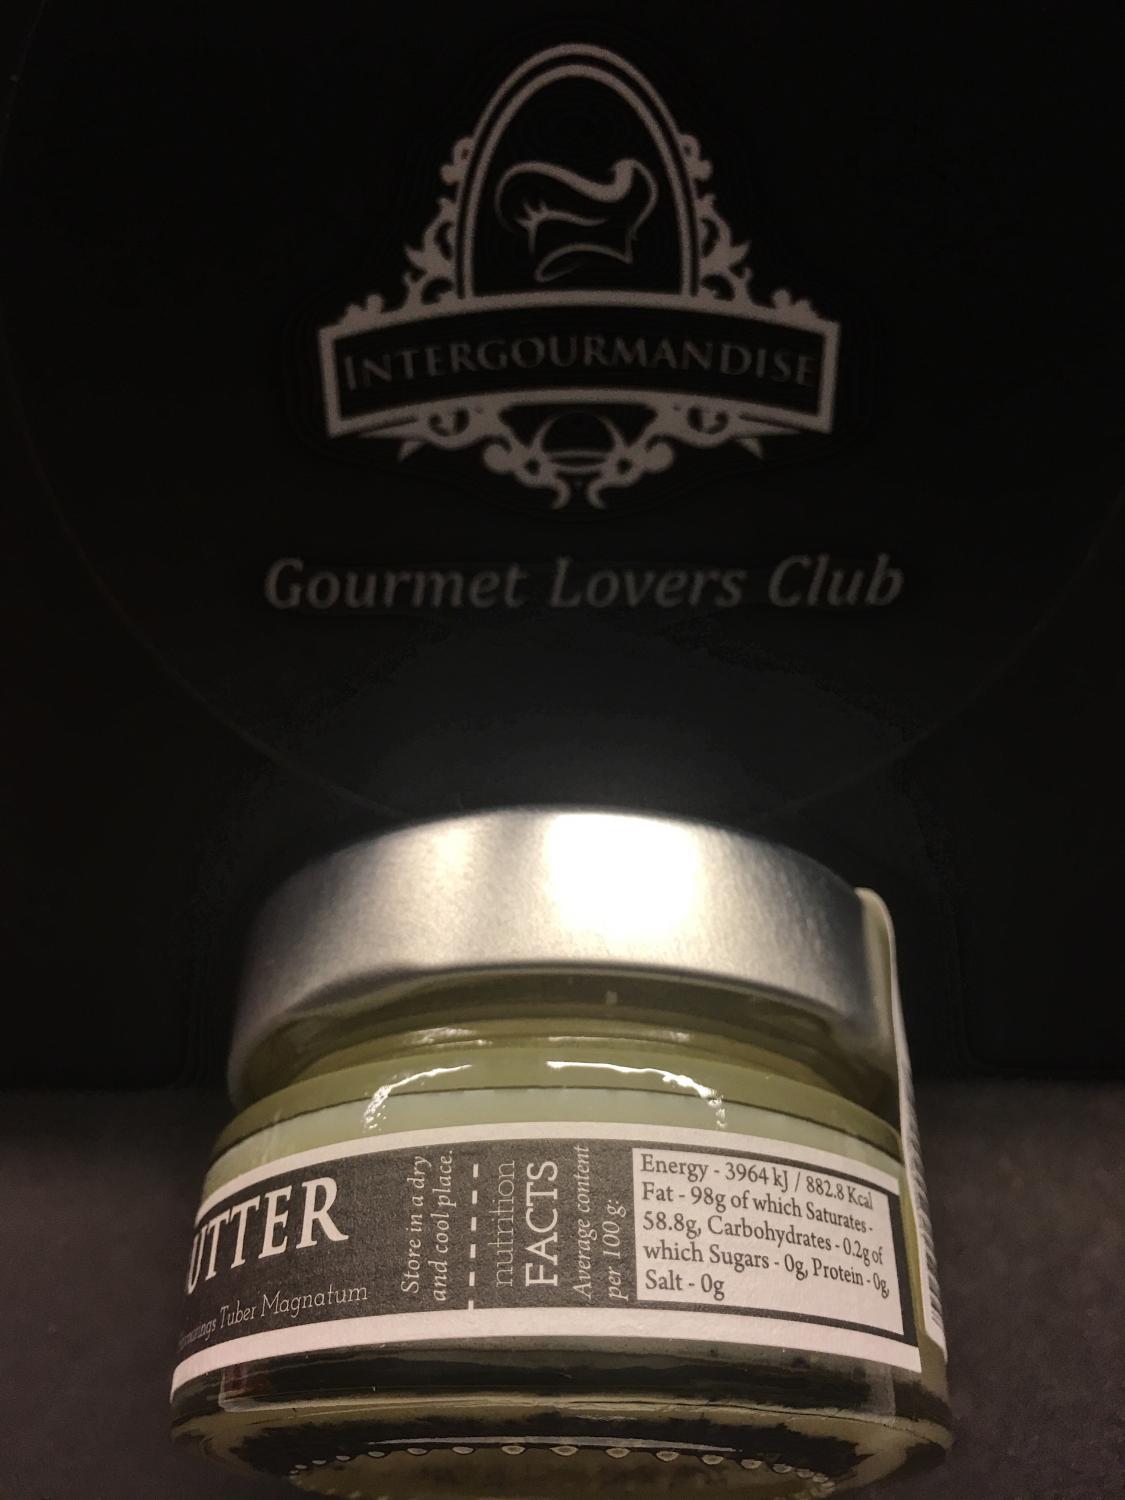 INTERGOURMANDISE
Gourmet Lovers Club
UTTER
Tuber Magnatum
Store in a dry
and cool place.
nutrition
FACTS
Average content
per 100 g:
Energy - 3964 kJ / 882.8 Kcal
Fat - 98g of which Saturates -
58.8g, Carbohydrates - 0.2g of
which Sugars - 0g, Protein - 0g,
Salt - 0g